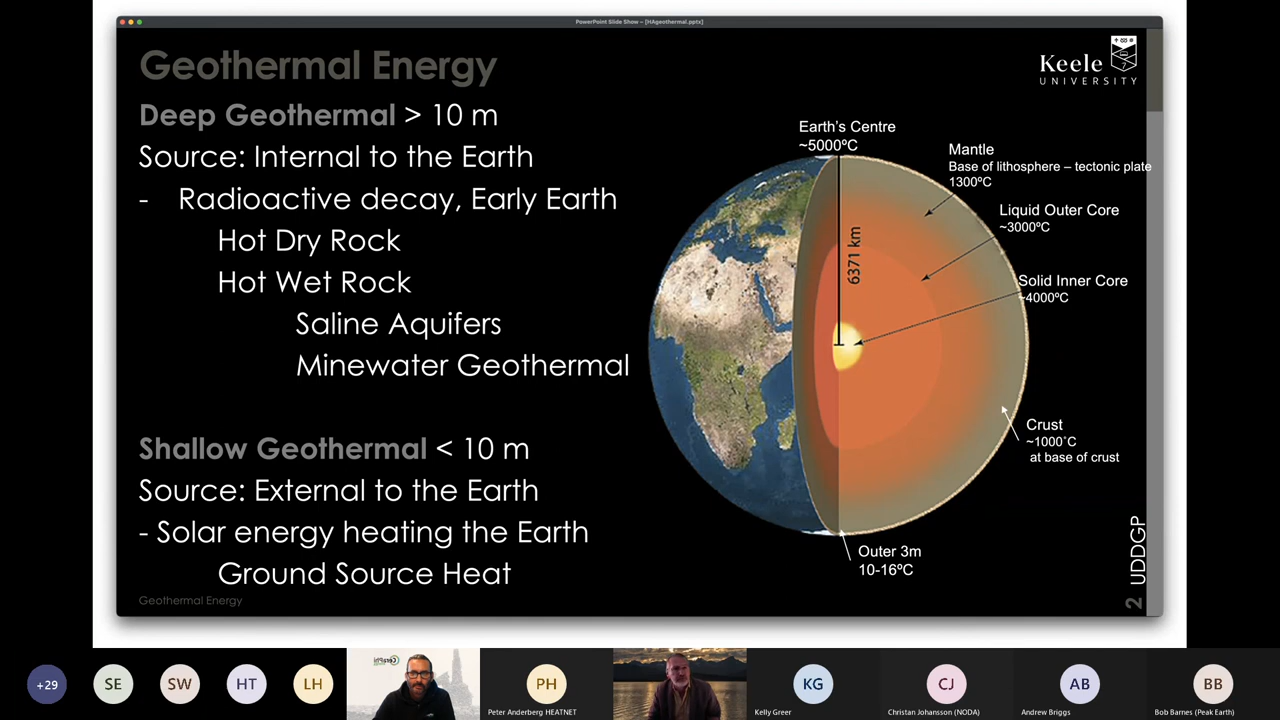 PowerPoint Slide Show – [HAgeothermal.pptx]
Geothermal Energy
Keele
UNIVERSITY
Deep Geothermal > 10 m
Source: Internal to the Earth
- Radioactive decay, Early Earth
Hot Dry Rock
Hot Wet Rock
Saline Aquifers
Minewater Geothermal
Shallow Geothermal < 10 m
Source: External to the Earth
- Solar energy heating the Earth
Ground Source Heat
Geothermal Energy
Earth's Centre
~5000ºC
Mantle
Base of lithosphere – tectonic plate
1300ºC
Liquid Outer Core
~3000ºC
6371 km
Solid Inner Core
~4000ºC
Crust
~1000˚C
at base of crust
Outer 3m
10-16ºC
2 UDDGP
+29
SE
SW
HT
LH
CeraPhi
PH
Peter Anderberg HEATNET
KG
Kelly Greer
CJ
Christan Johansson (NODA)
AB
Andrew Briggs
BB
Bob Barnes (Peak Earth)